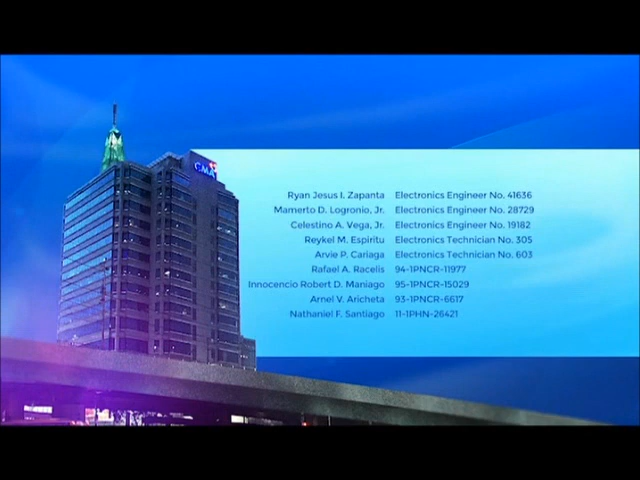 GMA
Ryan Jesus I. Zapanta Electronics Engineer No. 41636
Mamerto D. Logronio, Jr. Electronics Engineer No. 28729
Celestino A. Vega, Jr. Electronics Engineer No. 19182
Reykel M. Espiritu Electronics Technician No. 305
Arvie P. Cariaga Electronics Technician No. 603
Rafael A. Racelis 94-1PNCR-11977
Innocencio Robert D. Maniago 95-1PNCR-15029
Arnel V. Aricheta 93-1PNCR-6617
Nathaniel F. Santiago 11-1PHN-26421